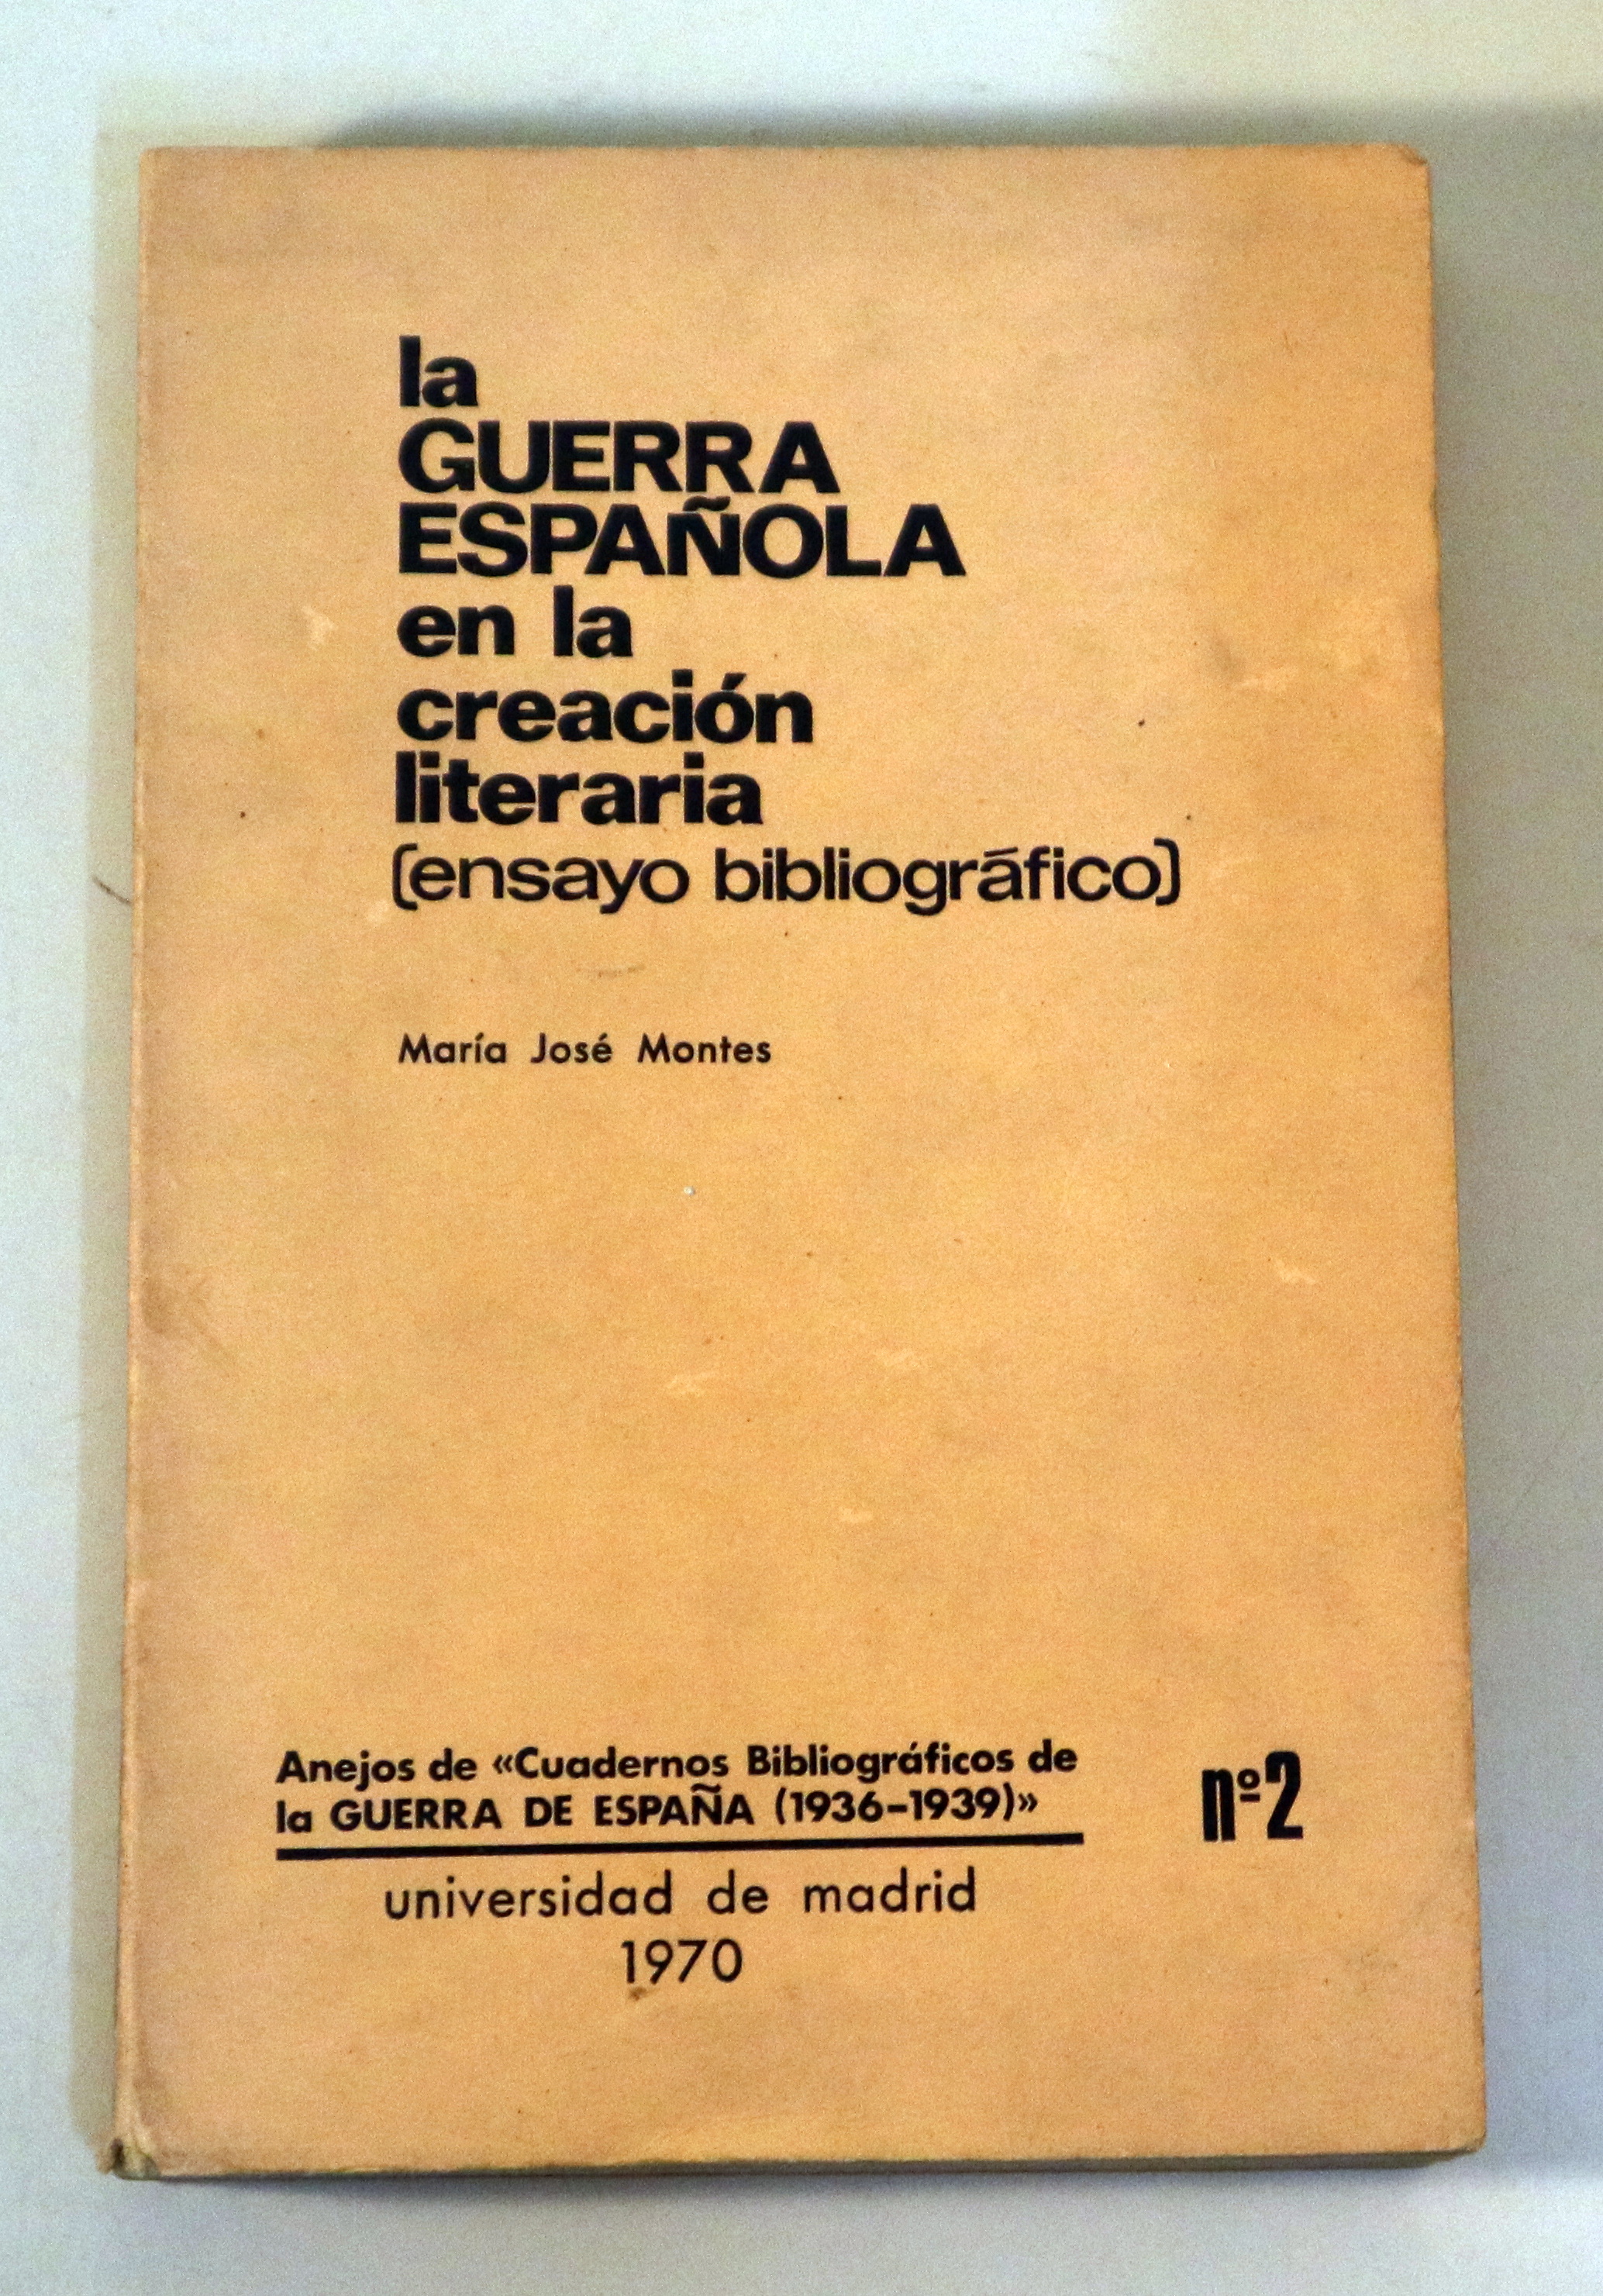 la
GUERRA
ESPAÑOLA
en la
creación
literaria
(ensayo bibliográfico)
María José Montes
Anejos de «Cuadernos Bibliográficos de
la GUERRA DE ESPAÑA (1936-1939)»
nº2
universidad de madrid
1970